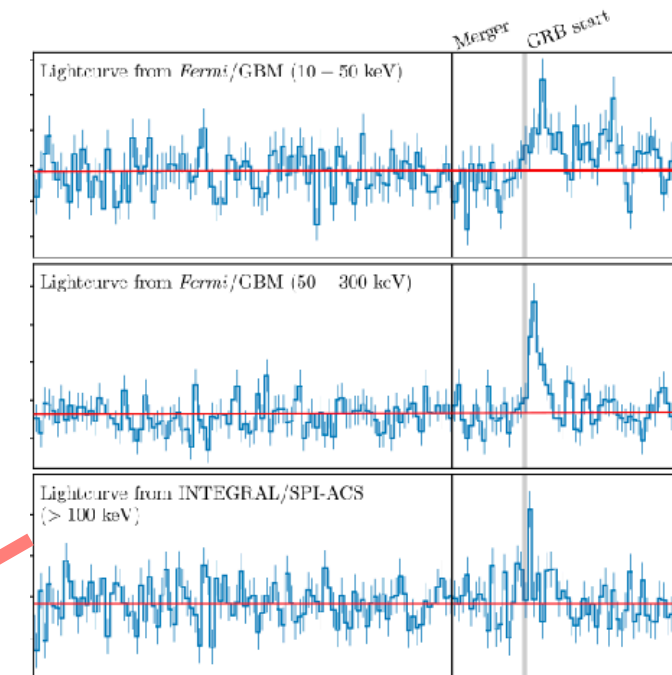 Merger
GRB start
Lightcurve from Fermi/GBM (10 − 50 keV)
Lightcurve from Fermi/GBM (50 − 300 keV)
Lightcurve from INTEGRAL/SPI-ACS
(> 100 keV)